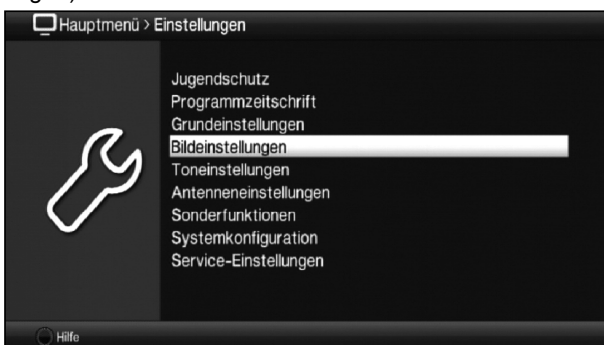 Hauptmenü > Einstellungen
Jugendschutz
Programmzeitschrift
Grundeinstellungen
Bildeinstellungen
Toneinstellungen
Antenneneinstellungen
Sonderfunktionen
Systemkonfiguration
Service-Einstellungen
Hilfe